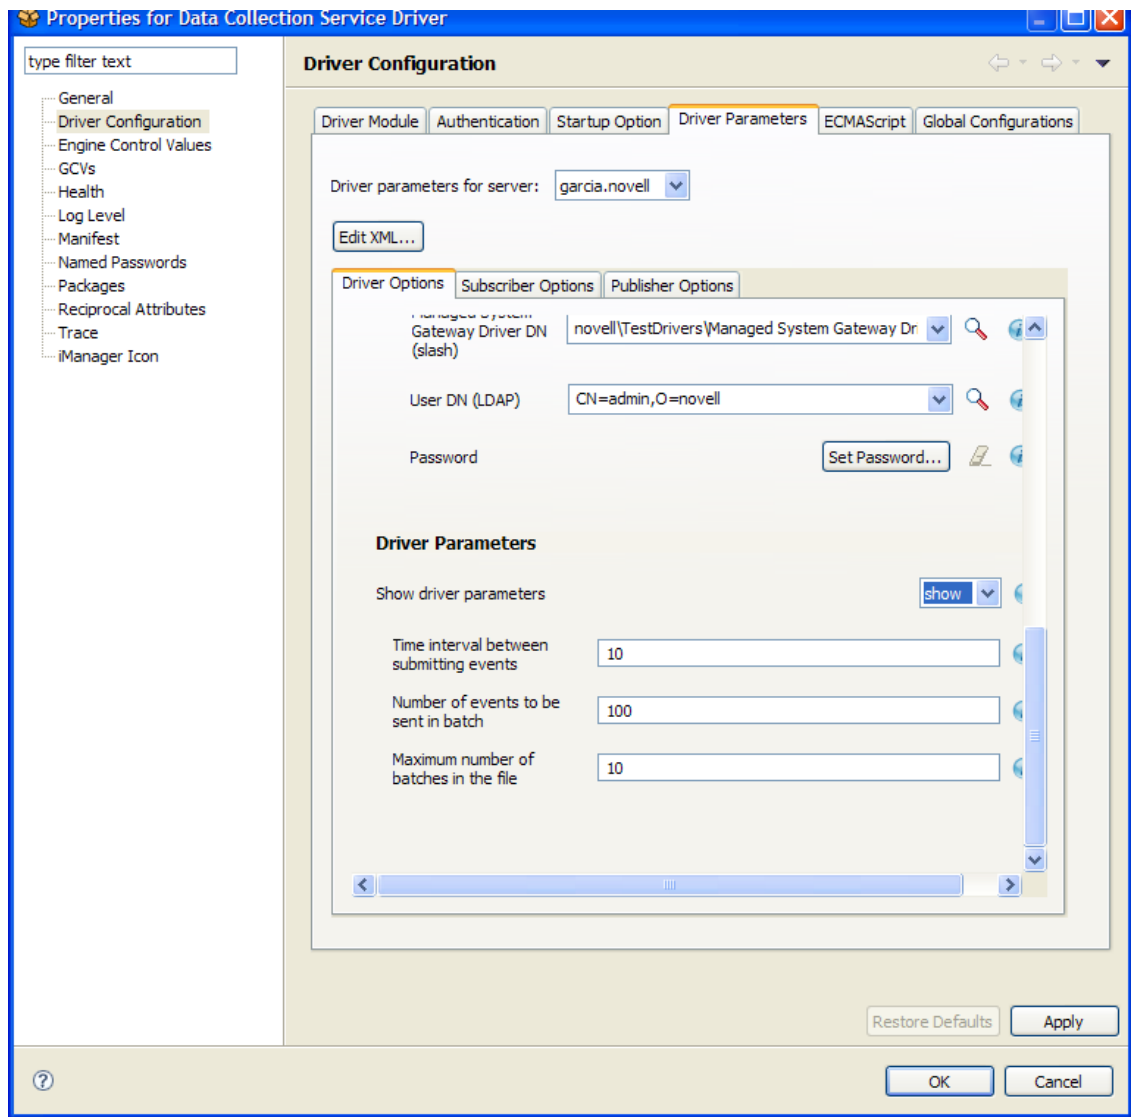 Properties for Data Collection Service Driver
type filter text
Driver Configuration
General
Driver Configuration
Engine Control Values
GCVs
Health
Log Level
Manifest
Named Passwords
Packages
Reciprocal Attributes
Trace
iManager Icon
Driver Module Authentication Startup Option Driver Parameters ECMAScript Global Configurations
Driver parameters for server: garcia.novell
Edit XML...
Driver Options Subscriber Options Publisher Options
Managed System
Gateway Driver DN
(slash)
novell\TestDrivers\Managed System Gateway Dr
User DN (LDAP) CN=admin,O=novell
Password Set Password...
Driver Parameters
Show driver parameters show
Time interval between
submitting events
10
Number of events to be
sent in batch
100
Maximum number of
batches in the file
10
Restore Defaults Apply
OK Cancel